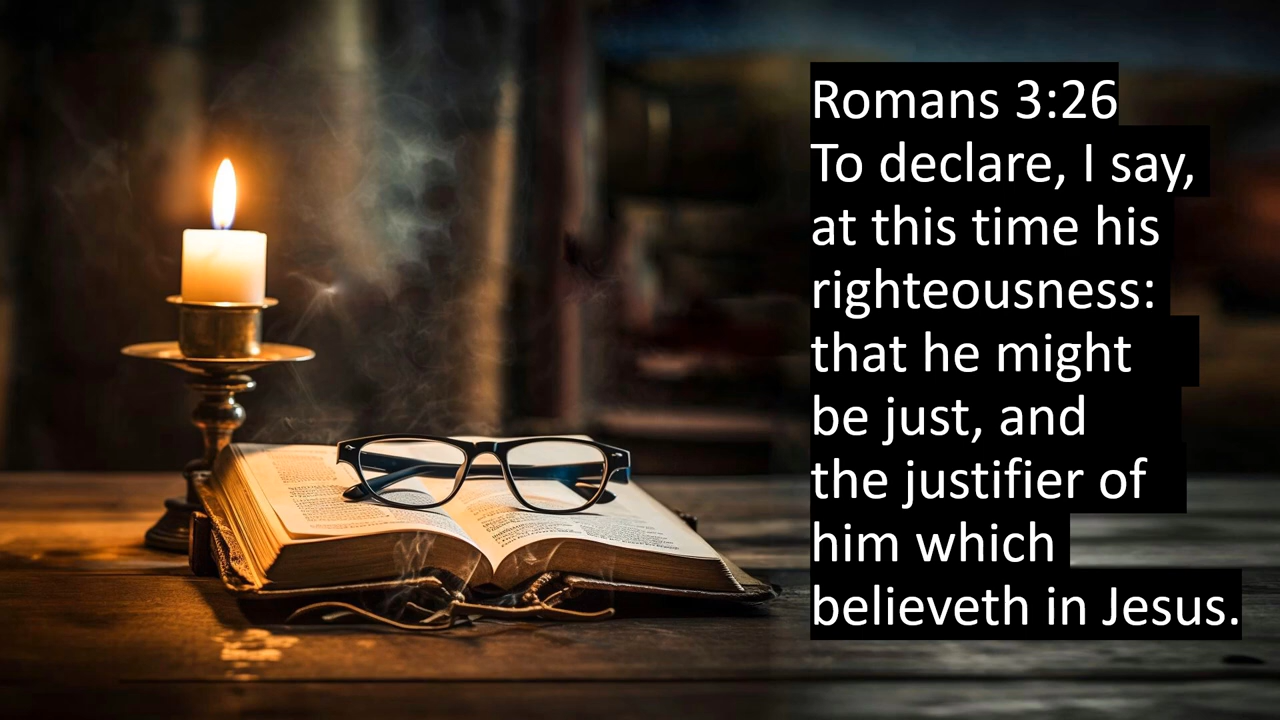 Romans 3:26
To declare, I say,
at this time his
righteousness:
that he might
be just, and
the justifier of
him which
believeth in Jesus.